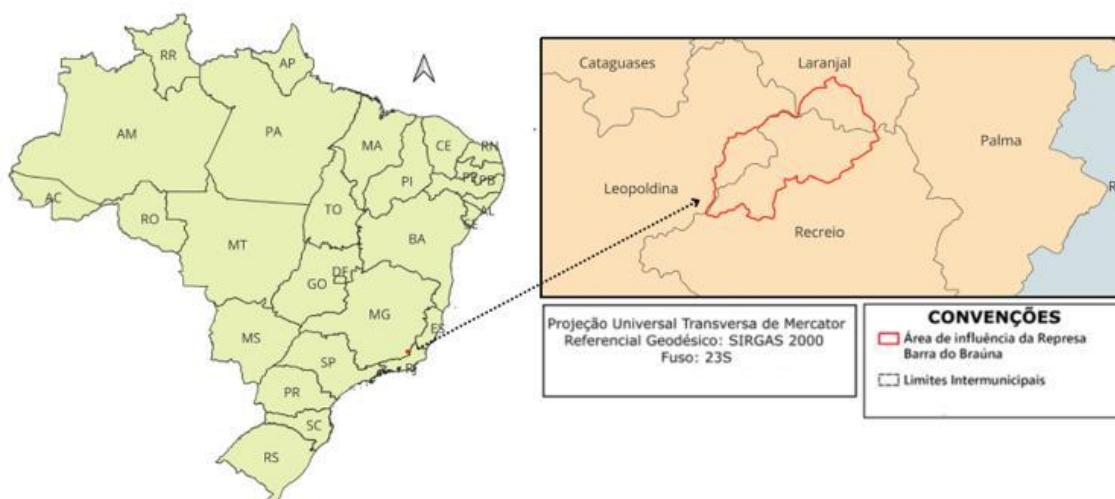 RR
AP
AM
PA
MA
CE
RN
PB
PI
AC
AL
TO
RO
SE
BA
MT
DF
GO
MG
ES
MS
SP
RJ
PR
SC
RS
Cataguases
Laranjal
Palma
Leopoldina
R
Recreio
Projeção Universal Transversa de Mercator
Referencial Geodésico: SIRGAS 2000
Fuso: 23S
CONVENÇÕES
Área de influência da Represa
Barra do Braúna
Limites Intermunicipais